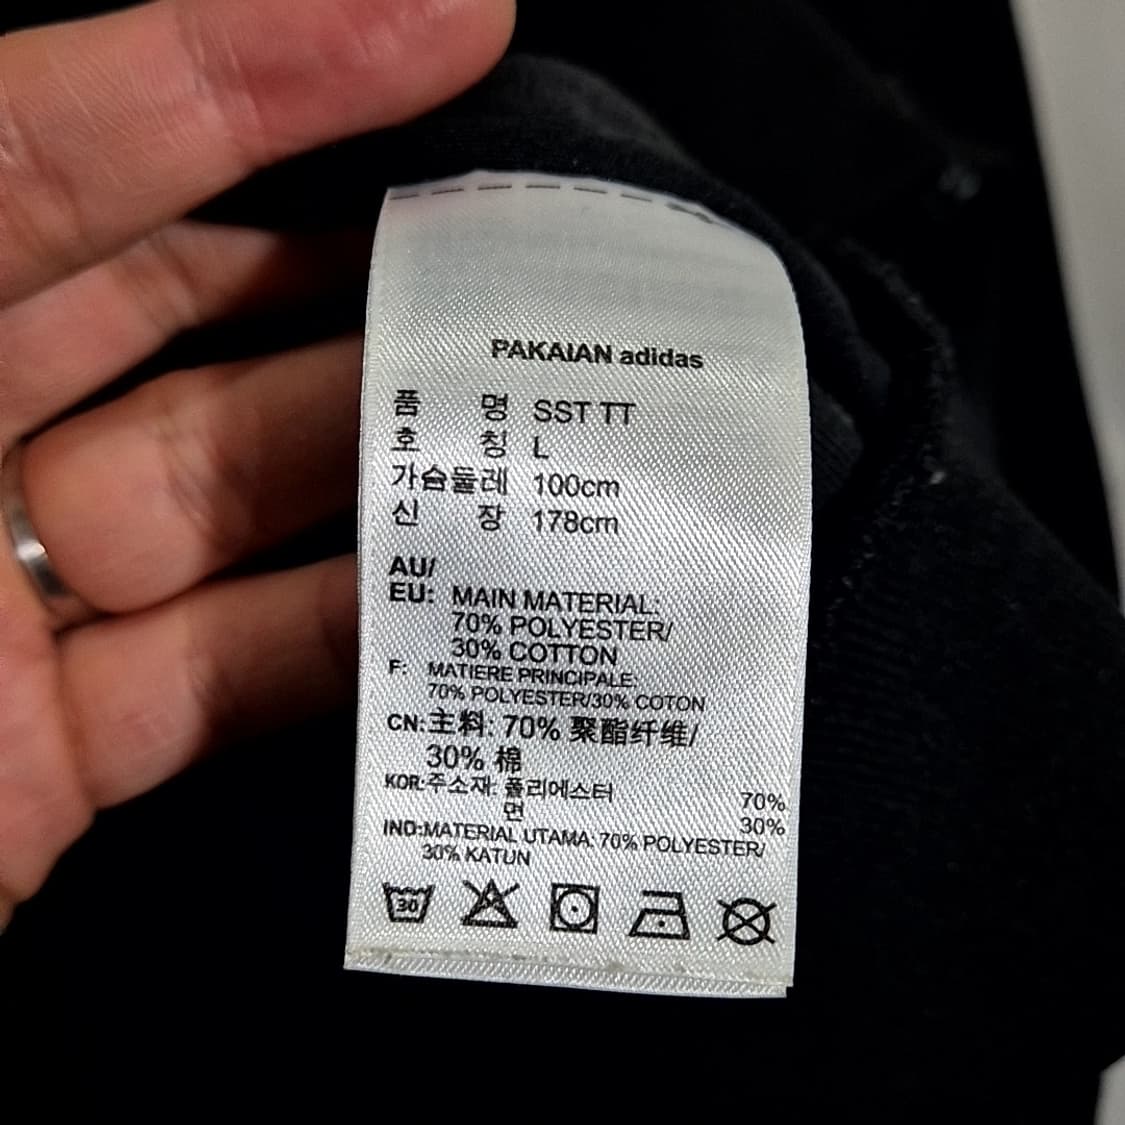 PAKAIAN adidas
품 명 SST TT
호 칭 L
가슴둘레 100cm
신 장 178cm
AU/
EU: MAIN MATERIAL:
70% POLYESTER/
30% COTTON
F: MATIERE PRINCIPALE:
70% POLYESTER/30% COTON
CN:主料: 70% 聚酯纤维/
30% 棉
KOR:주소재: 폴리에스터 70%
면 30%
IND:MATERIAL UTAMA: 70% POLYESTER/
30% KATUN
30